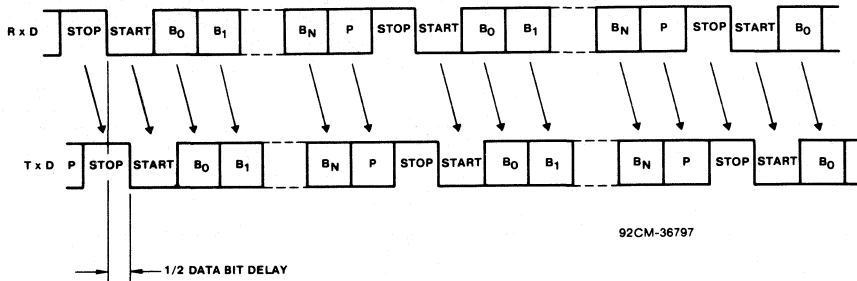 R x D STOP START B0 B1 BN P STOP START B0 B1 BN P STOP START B0
T x D P STOP START B0 B1 BN P STOP START B0 B1 BN P STOP START B0
92CM-36797
1/2 DATA BIT DELAY